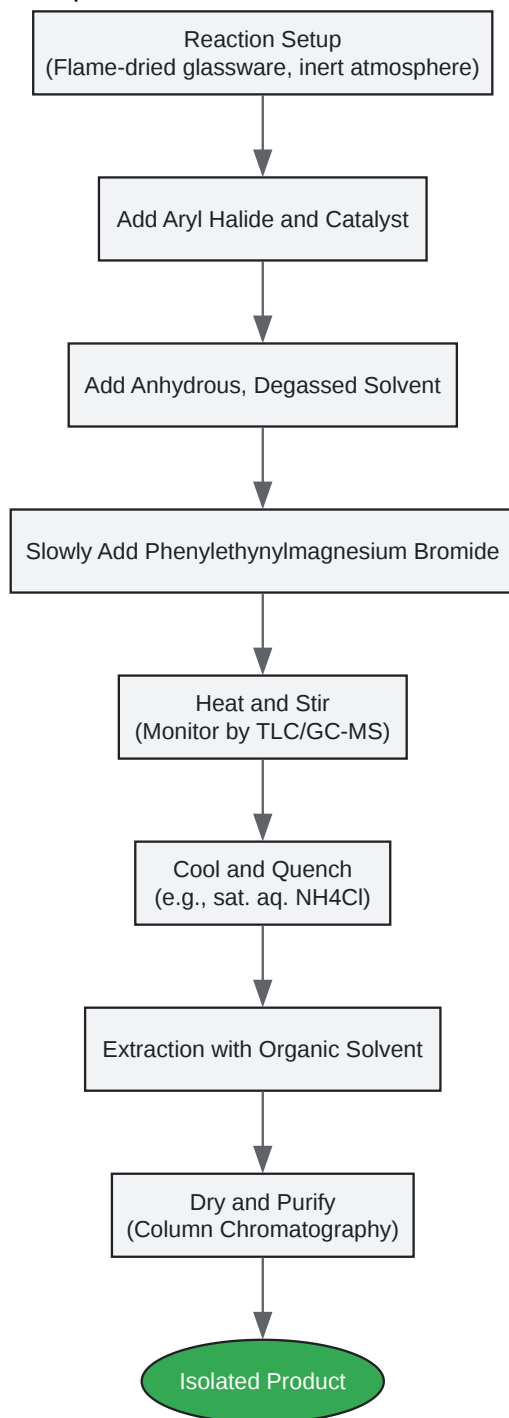 Reaction Setup
(Flame-dried glassware, inert atmosphere)
Add Aryl Halide and Catalyst
Add Anhydrous, Degassed Solvent
Slowly Add Phenylethynylmagnesium Bromide
Heat and Stir
(Monitor by TLC/GC-MS)
Cool and Quench
(e.g., sat. aq. NH4Cl)
Extraction with Organic Solvent
Dry and Purify
(Column Chromatography)
Isolated Product